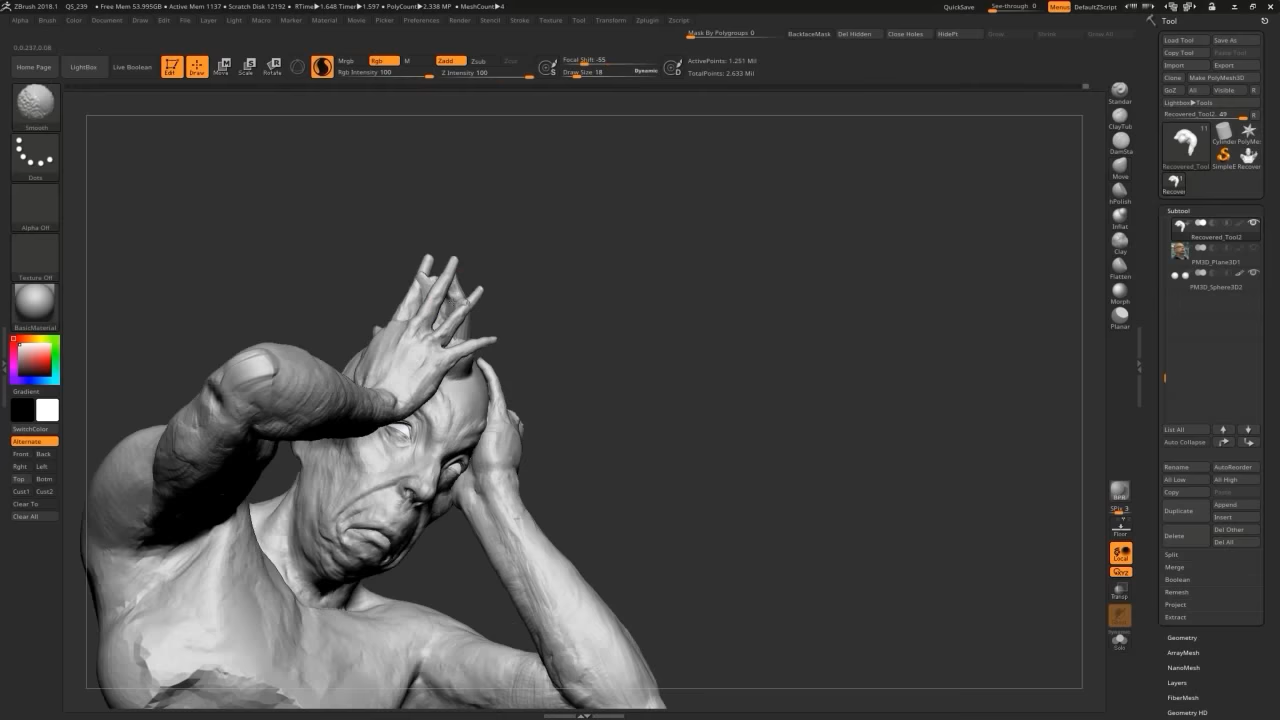 ZBrush 2018.1 QS_239 • Free Mem 53.995GB • Active Mem 1137 • Scratch Disk 12192 • RTime▶1.648 Timer▶1.597 • PolyCount▶2.338 MP • MeshCount▶4 QuickSave See-through 0 Menus DefaultZScript
Alpha Brush Color Document Draw Edit File Layer Light Macro Marker Material Movie Picker Preferences Render Stencil Stroke Texture Tool Transform Zplugin Zscript
Tool
Mask By Polygroups 0 BackfaceMask Del Hidden Close Holes HidePt
0,0.237,0.08
Home Page LightBox Live Boolean Edit Draw Move Scale Rotate
Mrgb Rgb M Zadd Zsub
Rgb Intensity 100 Z Intensity 100
S Focal Shift -55
Draw Size 18 Dynamic D
ActivePoints: 1.251 Mil
TotalPoints: 2.633 Mil
Smooth
Dots
Alpha Off
Texture Off
BasicMaterial
Gradient
SwitchColor
Alternate
Front Back
Rght Left
Top Botm
Cust1 Cust2
Clear To
Clear All
Standar
ClayTub
DamSta
Move
hPolish
Inflat
Clay
Flatten
Morph
Planar
BPR
SPix 3
Floor
Local
QXYZ
Transp
Solo
Load Tool Save As
Copy Tool
Import Export
Clone Make PolyMesh3D
GoZ All Visible R
Lightbox▶Tools
Recovered_Tool2. 49 R
11
Recovered_Tool Cylinde PolyMe
SimpleE Recover
1
Recover
Subtool
Recovered_Tool2
PM3D_Plane3D1
PM3D_Sphere3D2
List All
Auto Collapse
Rename AutoReorder
All Low All High
Copy
Duplicate Append
Insert
Delete Del Other
Del All
Split
Merge
Boolean
Remesh
Project
Extract
Geometry
ArrayMesh
NanoMesh
Layers
FiberMesh
Geometry HD